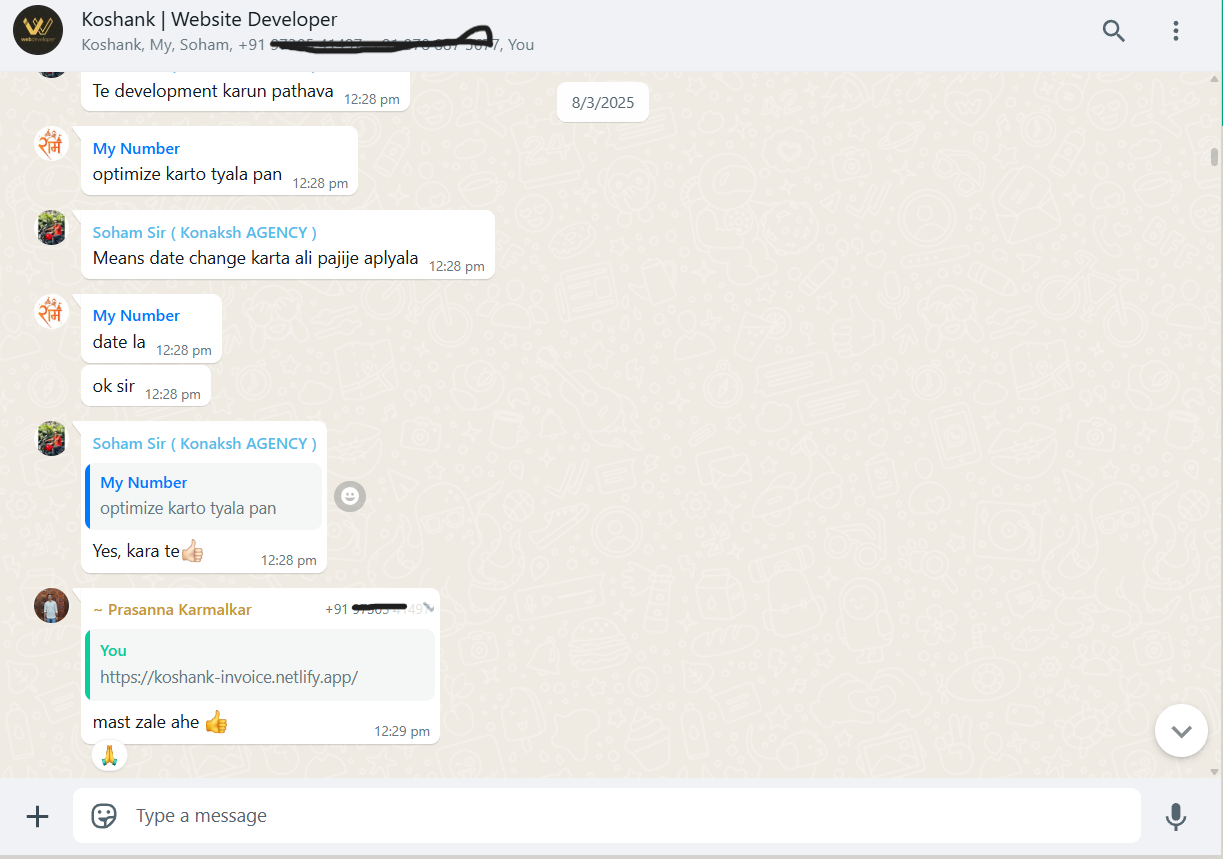 Koshank | Website Developer
Koshank, My, Soham, +91 , You
Te development karun pathava 12:28 pm
8/3/2025
My Number
optimize karto tyala pan 12:28 pm
Soham Sir ( Konaksh AGENCY )
Means date change karta ali pajije aplyala 12:28 pm
My Number
date la 12:28 pm
ok sir 12:28 pm
Soham Sir ( Konaksh AGENCY )
My Number
optimize karto tyala pan
Yes, kara te👍🏻 12:28 pm
~ Prasanna Karmalkar +91
You
https://koshank-invoice.netlify.app/
mast zale ahe 👍 12:29 pm
🙏
Type a message